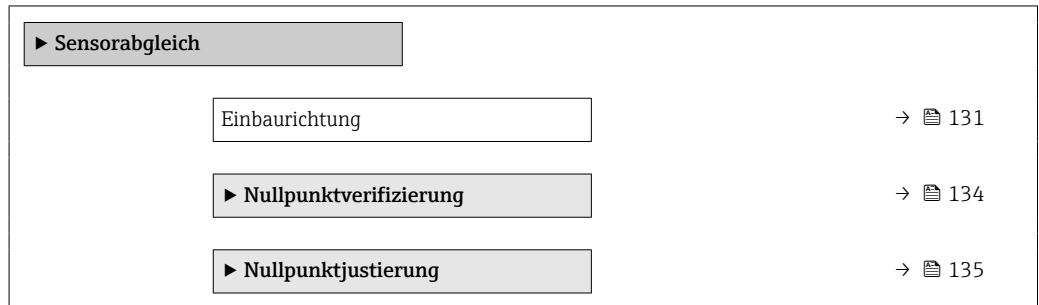 ▶ Sensorabgleich
Einbaurichtung → 131
▶ Nullpunktverifizierung → 134
▶ Nullpunktjustierung → 135